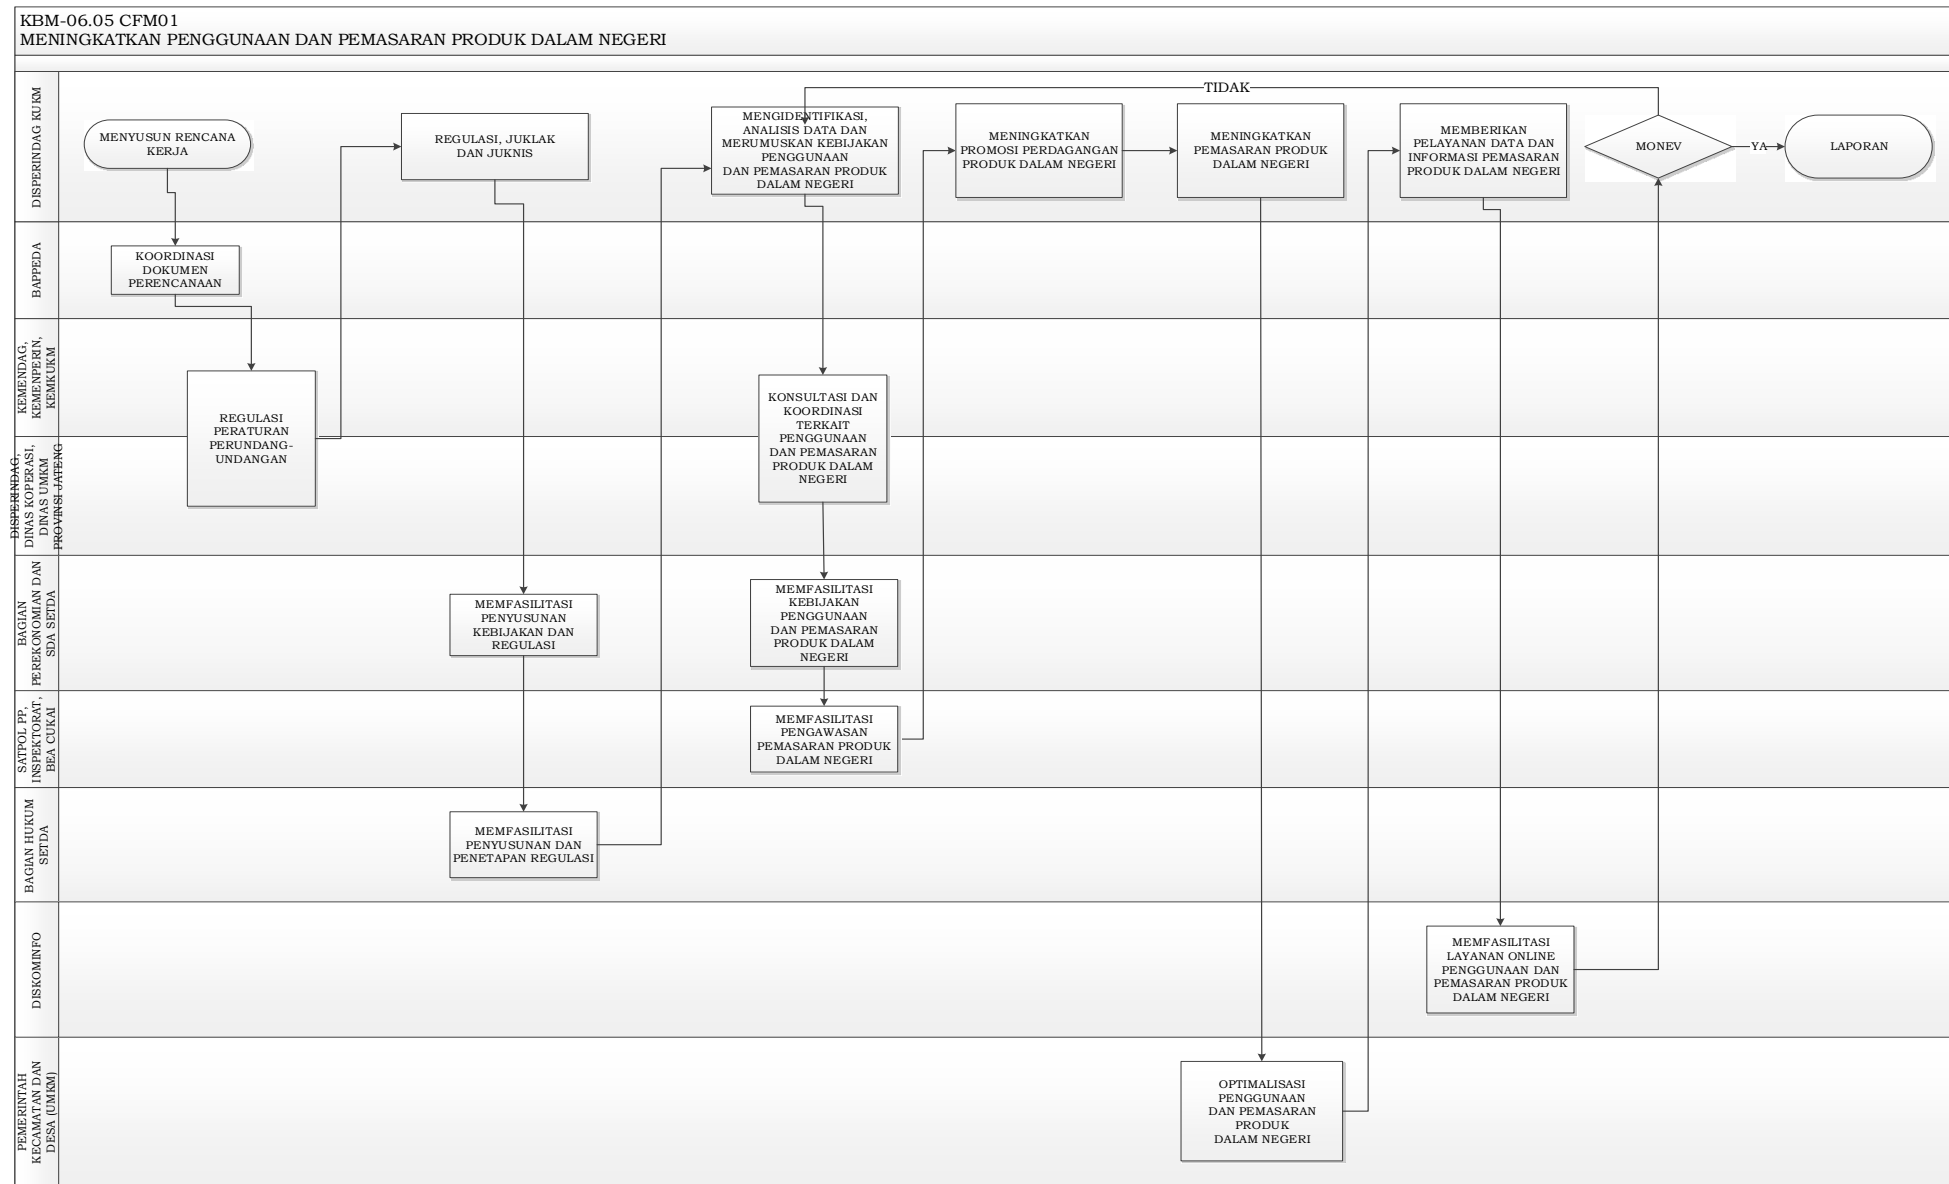 KBM-06.05 CFM01
MENINGKATKAN PENGGUNAAN DAN PEMASARAN PRODUK DALAM NEGERI
DISPERINDAG KUKM
MENYUSUN RENCANA
KERJA
REGULASI, JUKLAK
DAN JUKNIS
MENGIDENTIFIKASI,
ANALISIS DATA DAN
MERUMUSKAN KEBIJAKAN
PENGGUNAAN
DAN PEMASARAN PRODUK
DALAM NEGERI
MENINGKATKAN
PROMOSI PERDAGANGAN
PRODUK DALAM NEGERI
TIDAK
MENINGKATKAN
PEMASARAN PRODUK
DALAM NEGERI
MEMBERIKAN
PELAYANAN DATA DAN
INFORMASI PEMASARAN
PRODUK DALAM NEGERI
MONEV
YA
LAPORAN
BAPPEDA
KOORDINASI
DOKUMEN
PERENCANAAN
KEMENDAG,
KEMENPERIN,
KEMKUKM
REGULASI
PERATURAN
PERUNDANG-
UNDANGAN
KONSULTASI DAN
KOORDINASI
TERKAIT
PENGGUNAAN
DAN PEMASARAN
PRODUK DALAM
NEGERI
DISPERINDAG,
DINAS KOPERASI,
DINAS UMKM
PROVINSI JATENG
BAGIAN
PEREKONOMIAN DAN
SDA SETDA
MEMFASILITASI
PENYUSUNAN
KEBIJAKAN DAN
REGULASI
MEMFASILITASI
KEBIJAKAN
PENGGUNAAN
DAN PEMASARAN
PRODUK DALAM
NEGERI
SATPOL PP,
INSPEKTORAT,
BEA CUKAI
MEMFASILITASI
PENGAWASAN
PEMASARAN PRODUK
DALAM NEGERI
BAGIAN HUKUM
SETDA
MEMFASILITASI
PENYUSUNAN DAN
PENETAPAN REGULASI
DISKOMINFO
MEMFASILITASI
LAYANAN ONLINE
PENGGUNAAN DAN
PEMASARAN PRODUK
DALAM NEGERI
PEMERINTAH
KECAMATAN DAN
DESA (UMKM)
OPTIMALISASI
PENGGUNAAN
DAN PEMASARAN
PRODUK
DALAM NEGERI